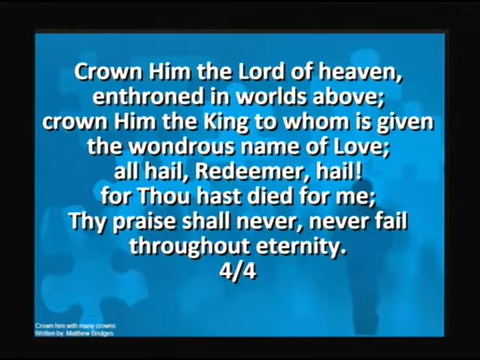 Crown Him the Lord of heaven,
enthroned in worlds above;
crown Him the King to whom is given
the wondrous name of Love;
all hail, Redeemer, hail!
for Thou hast died for me;
Thy praise shall never, never fail
throughout eternity.
4/4
Crown him with many crowns
Written by: Matthew Bridges